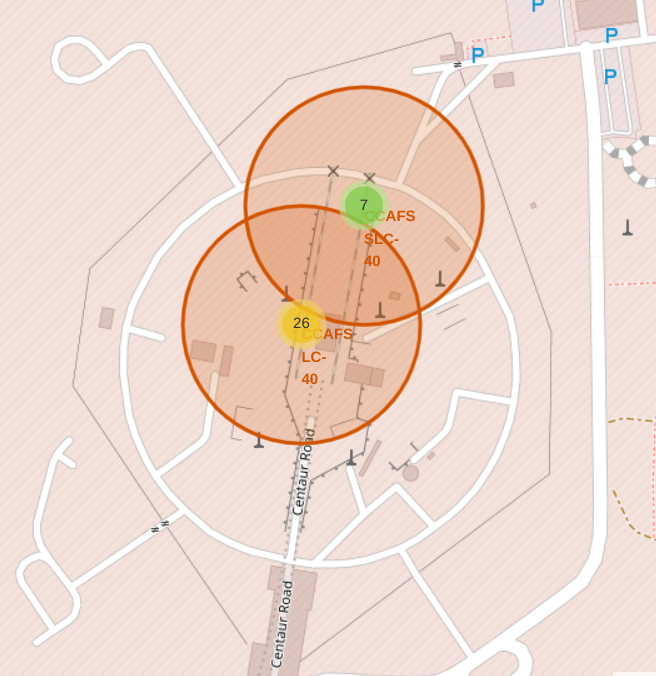 P
P
P
P
7
CCAFS
SLC-
40
26
CCAFS
LC-
40
Centaur Road
Centaur Road